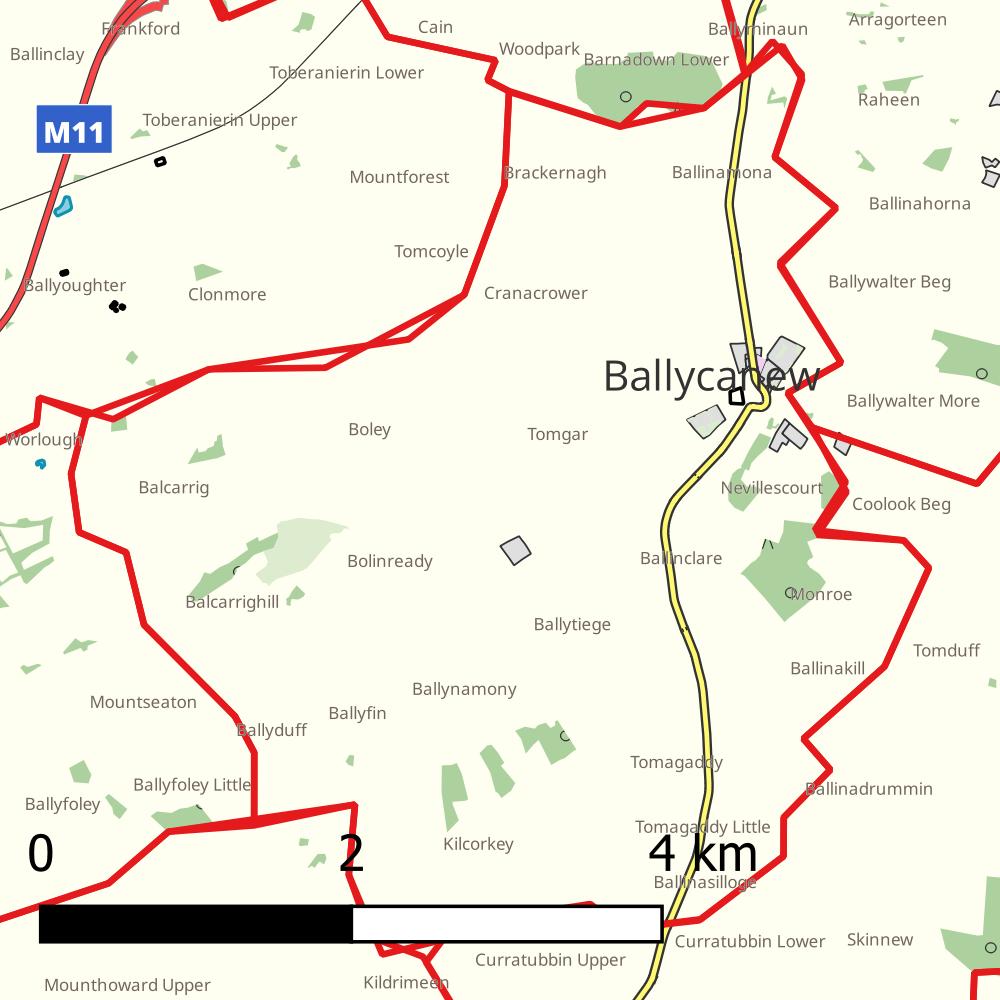 Frankford
Cain
Ballyminaun
Arragorteen
Ballinclay
Woodpark
Barnadown Lower
Toberanierin Lower
Raheen
M11
Toberanierin Upper
Mountforest
Brackernagh
Ballinamona
Ballinahorna
Tomcoyle
Ballyoughter
Clonmore
Cranacrower
Ballywalter Beg
Ballycanew
Ballywalter More
Worlough
Boley
Tomgar
Balcarrig
Nevillescourt
Coolook Beg
Bolinready
Ballinclare
Balcarrighill
Monroe
Ballytiege
Tomduff
Ballinakill
Mountseaton
Ballynamony
Ballyfin
Ballyduff
Tomagaddy
Ballyfoley Little
Ballinadrummin
Ballyfoley
Tomagaddy Little
Kilcorkey
0 2 4 km
Ballinasilloge
Curratubbin Lower
Skinnew
Curratubbin Upper
Mounthoward Upper
Kildrimeen